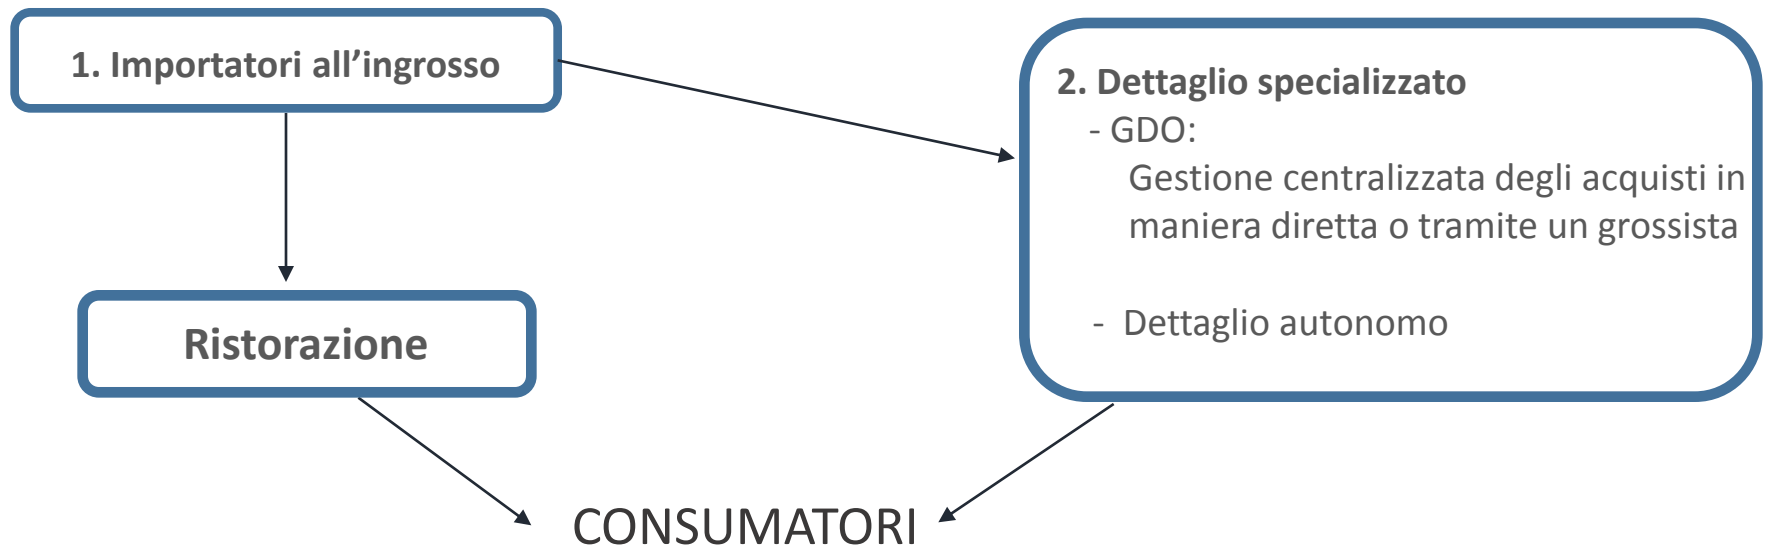 1. Importatori all’ingrosso
2. Dettaglio specializzato
- GDO:
Gestione centralizzata degli acquisti in
maniera diretta o tramite un grossista
- Dettaglio autonomo
Ristorazione
CONSUMATORI